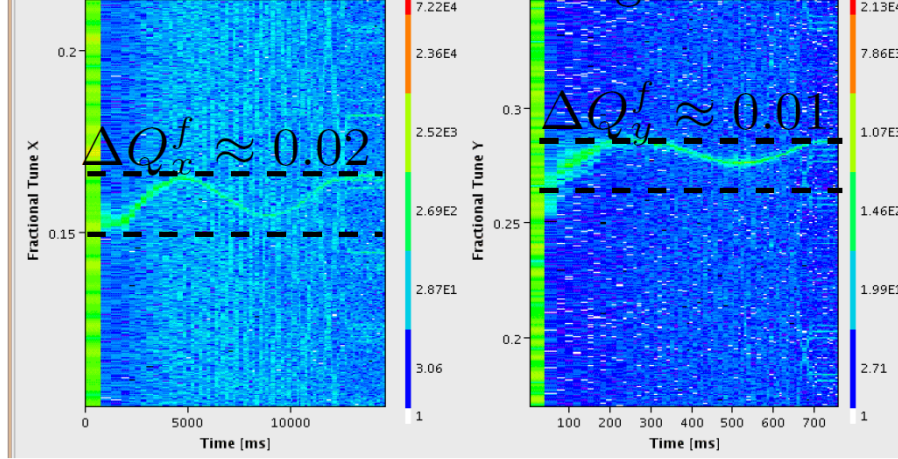 7.22E4
0.2
2.36E4
ΔQ_x^f ≈ 0.02
2.52E3
2.69E2
0.15
2.87E1
3.06
1
0 5000 10000
Time [ms]
Fractional Tune X
2.13E4
7.86E3
0.3
ΔQ_y^f ≈ 0.01
1.07E3
0.25
1.46E2
1.99E1
0.2
2.71
1
100 200 300 400 500 600 700
Time [ms]
Fractional Tune Y